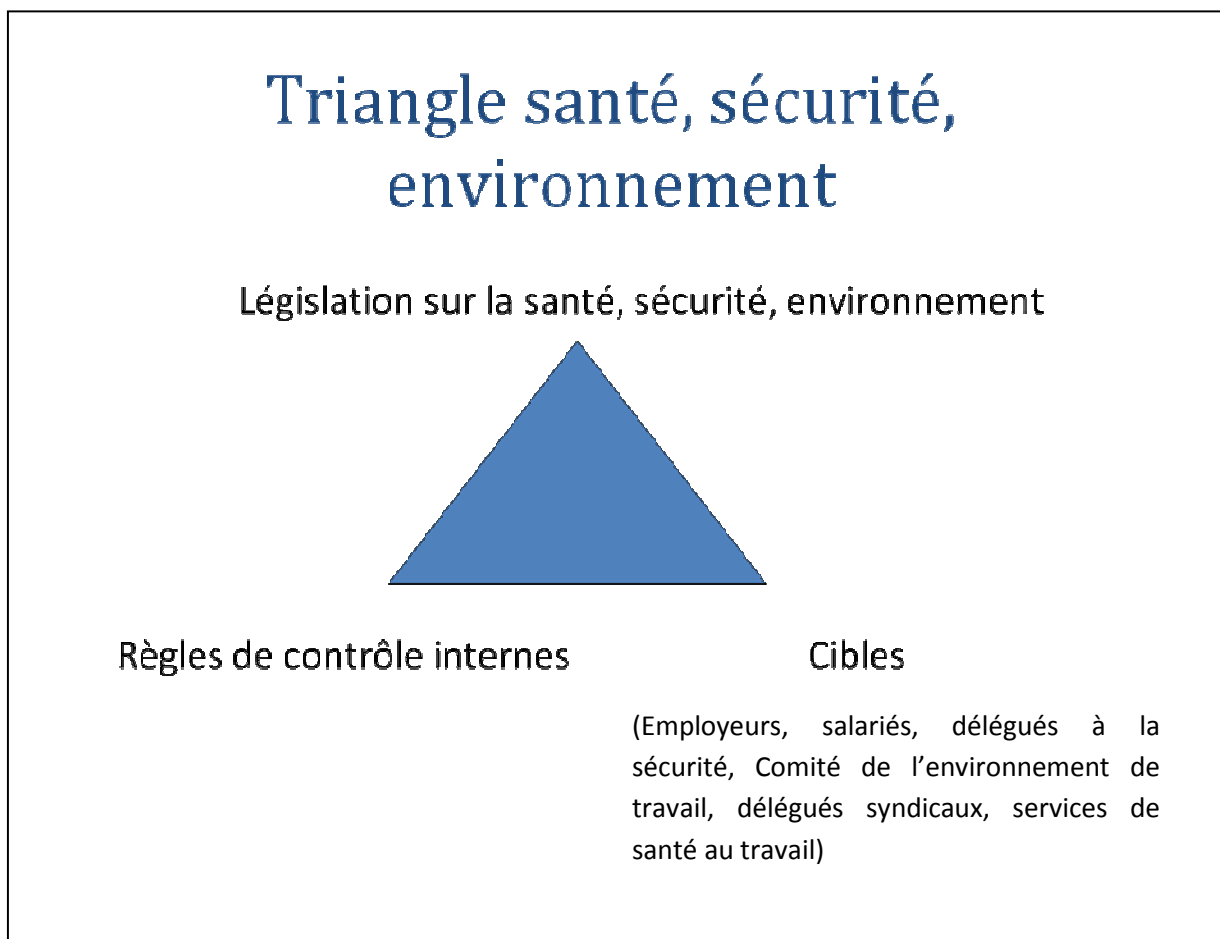 Triangle santé, sécurité,
environnement
Législation sur la santé, sécurité, environnement
Règles de contrôle internes
Cibles
(Employeurs, salariés, délégués à la
sécurité, Comité de l’environnement de
travail, délégués syndicaux, services de
santé au travail)